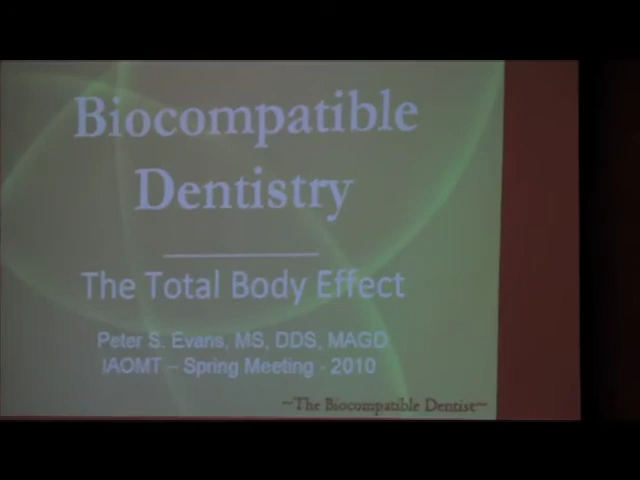 Biocompatible
Dentistry
The Total Body Effect
Peter S. Evans, MS, DDS, MAGD
IAOMT – Spring Meeting - 2010
~The Biocompatible Dentist~